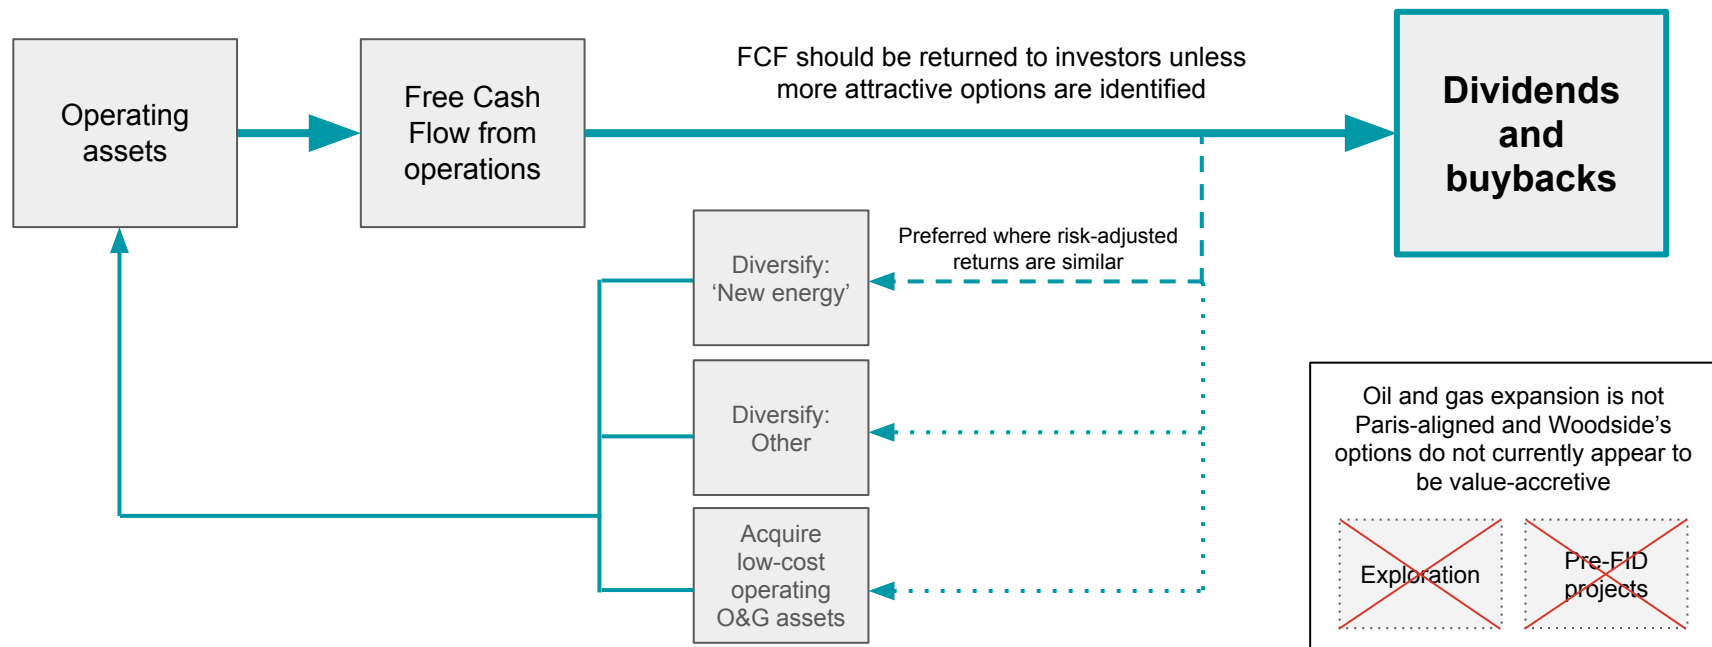 Operating
assets
Free Cash
Flow from
operations
FCF should be returned to investors unless
more attractive options are identified
Dividends
and
buybacks
Preferred where risk-adjusted
returns are similar
Diversify:
‘New energy’
Diversify:
Other
Acquire
low-cost
operating
O&G assets
Oil and gas expansion is not
Paris-aligned and Woodside’s
options do not currently appear to
be value-accretive
Exploration
Pre-FID
projects